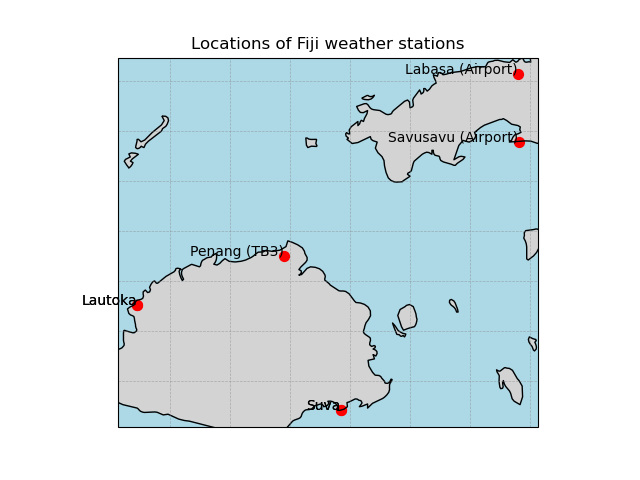 Locations of Fiji weather stations
Labasa (Airport)
Savusavu (Airport)
Penang (TB3)
Lautoka
Suva